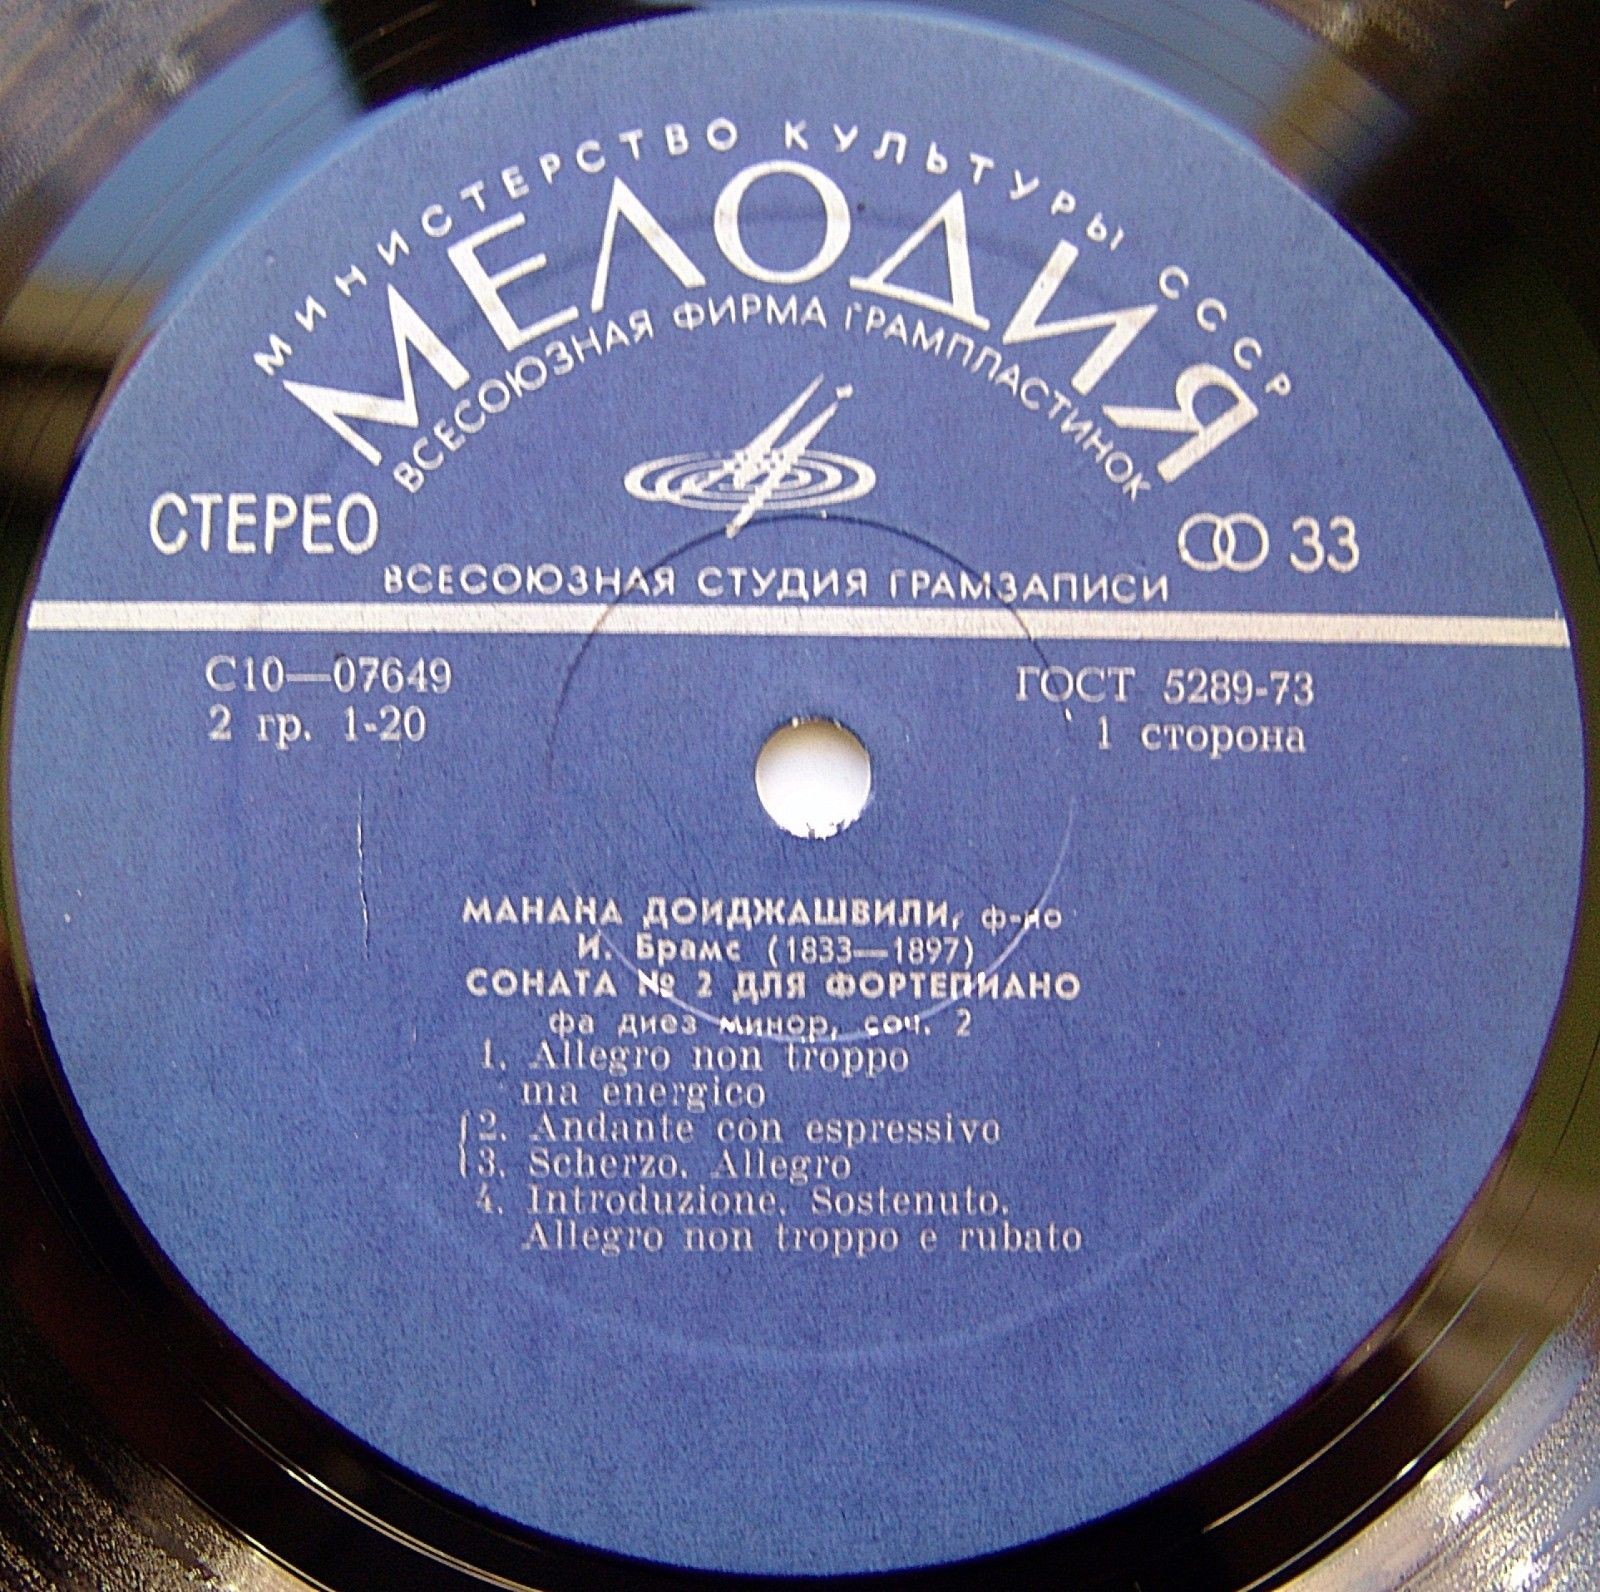 МИНИСТЕРСТВО КУЛЬТУРЫ СССР
МЕЛОДИЯ
ВСЕСОЮЗНАЯ ФИРМА ГРАМПЛАСТИНОК
СТЕРЕО
33
ВСЕСОЮЗНАЯ СТУДИЯ ГРАМЗАПИСИ
С10—07649
ГОСТ 5289-73
2 гр. 1-20
1 сторона
МАНАНА ДОИДЖАШВИЛИ, ф-но
И. Брамс (1833—1897)
СОНАТА № 2 ДЛЯ ФОРТЕПИАНО
фа диез минор, соч. 2
1. Allegro non troppo
ma energico
2. Andante con espressivo
3. Scherzo. Allegro
4. Introduzione. Sostenuto.
Allegro non troppo e rubato